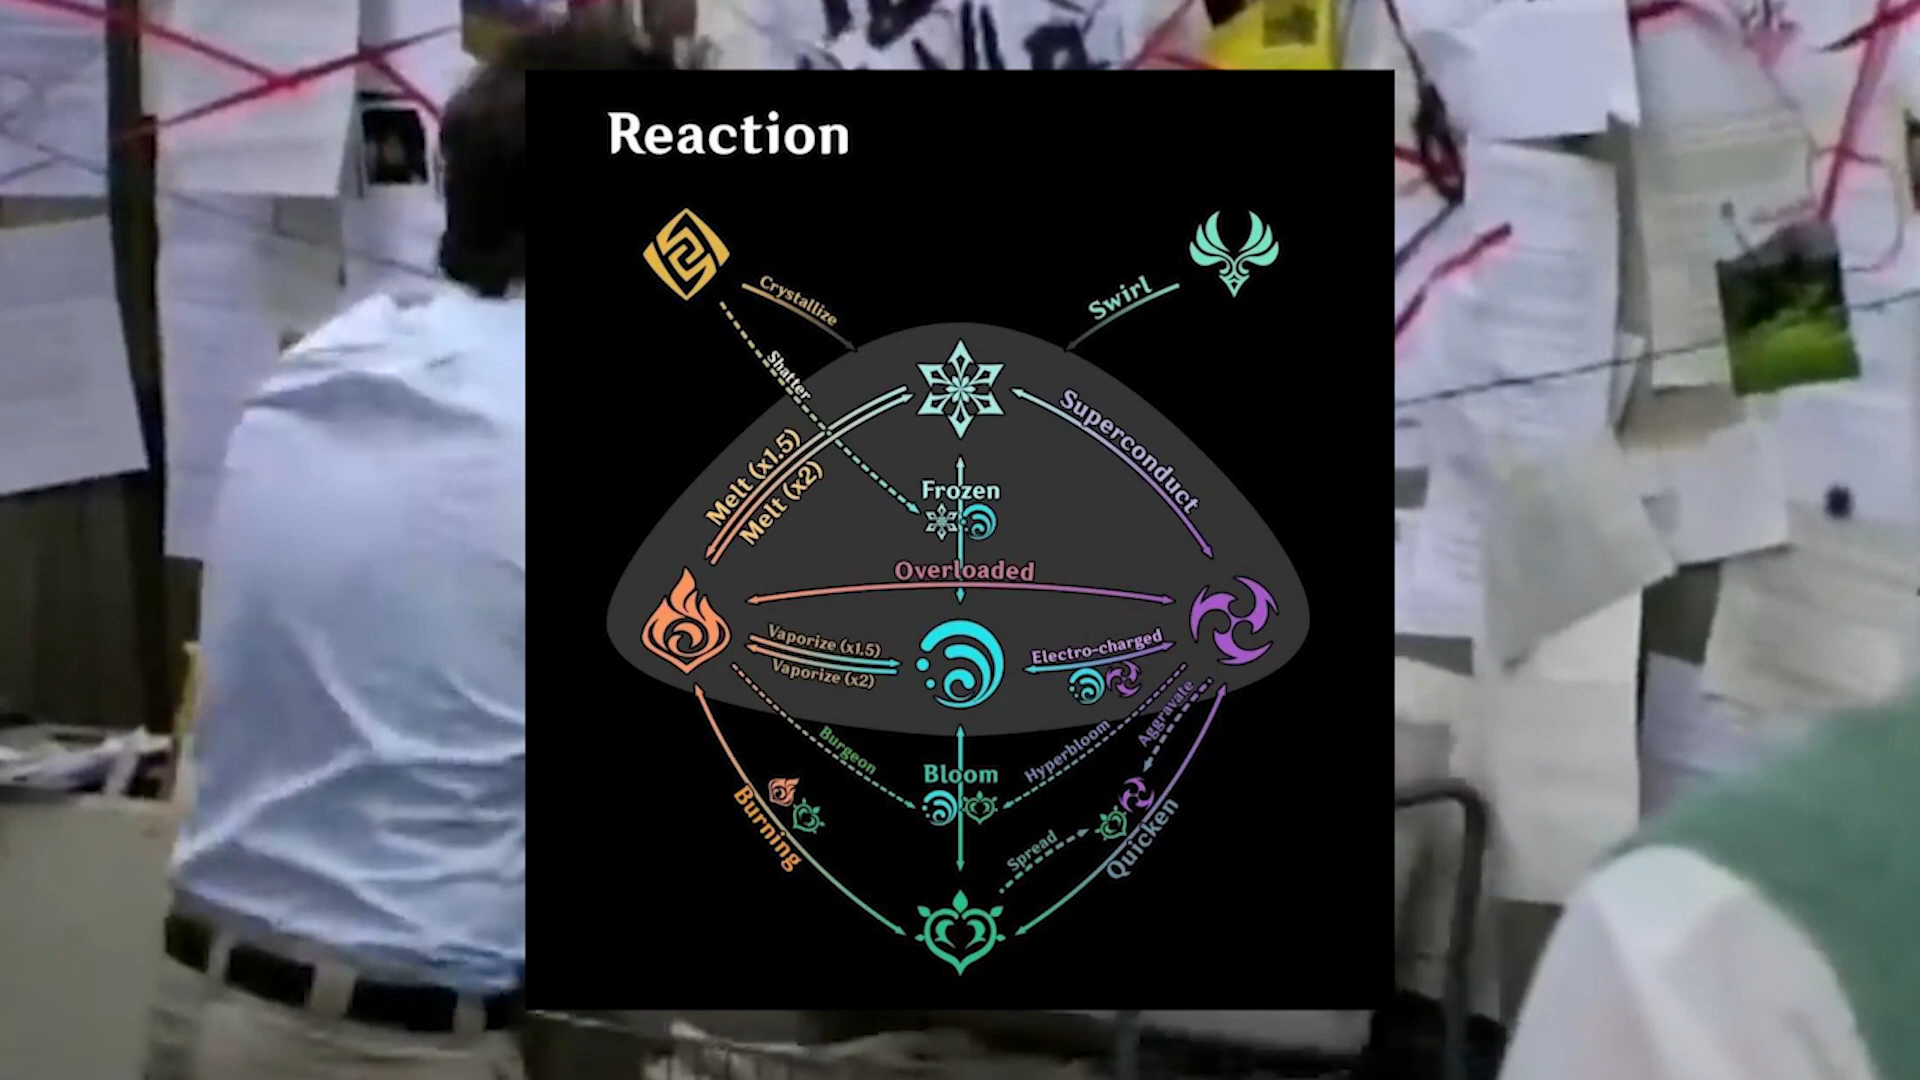 Reaction
Crystallize
Swirl
Shatter
Melt (x1.5)
Melt (x2)
Superconduct
Frozen
Overloaded
Vaporize (x1.5)
Vaporize (x2)
Electro-charged
Burgeon
Hyperbloom
Aggravate
Bloom
Burning
Spread
Quicken